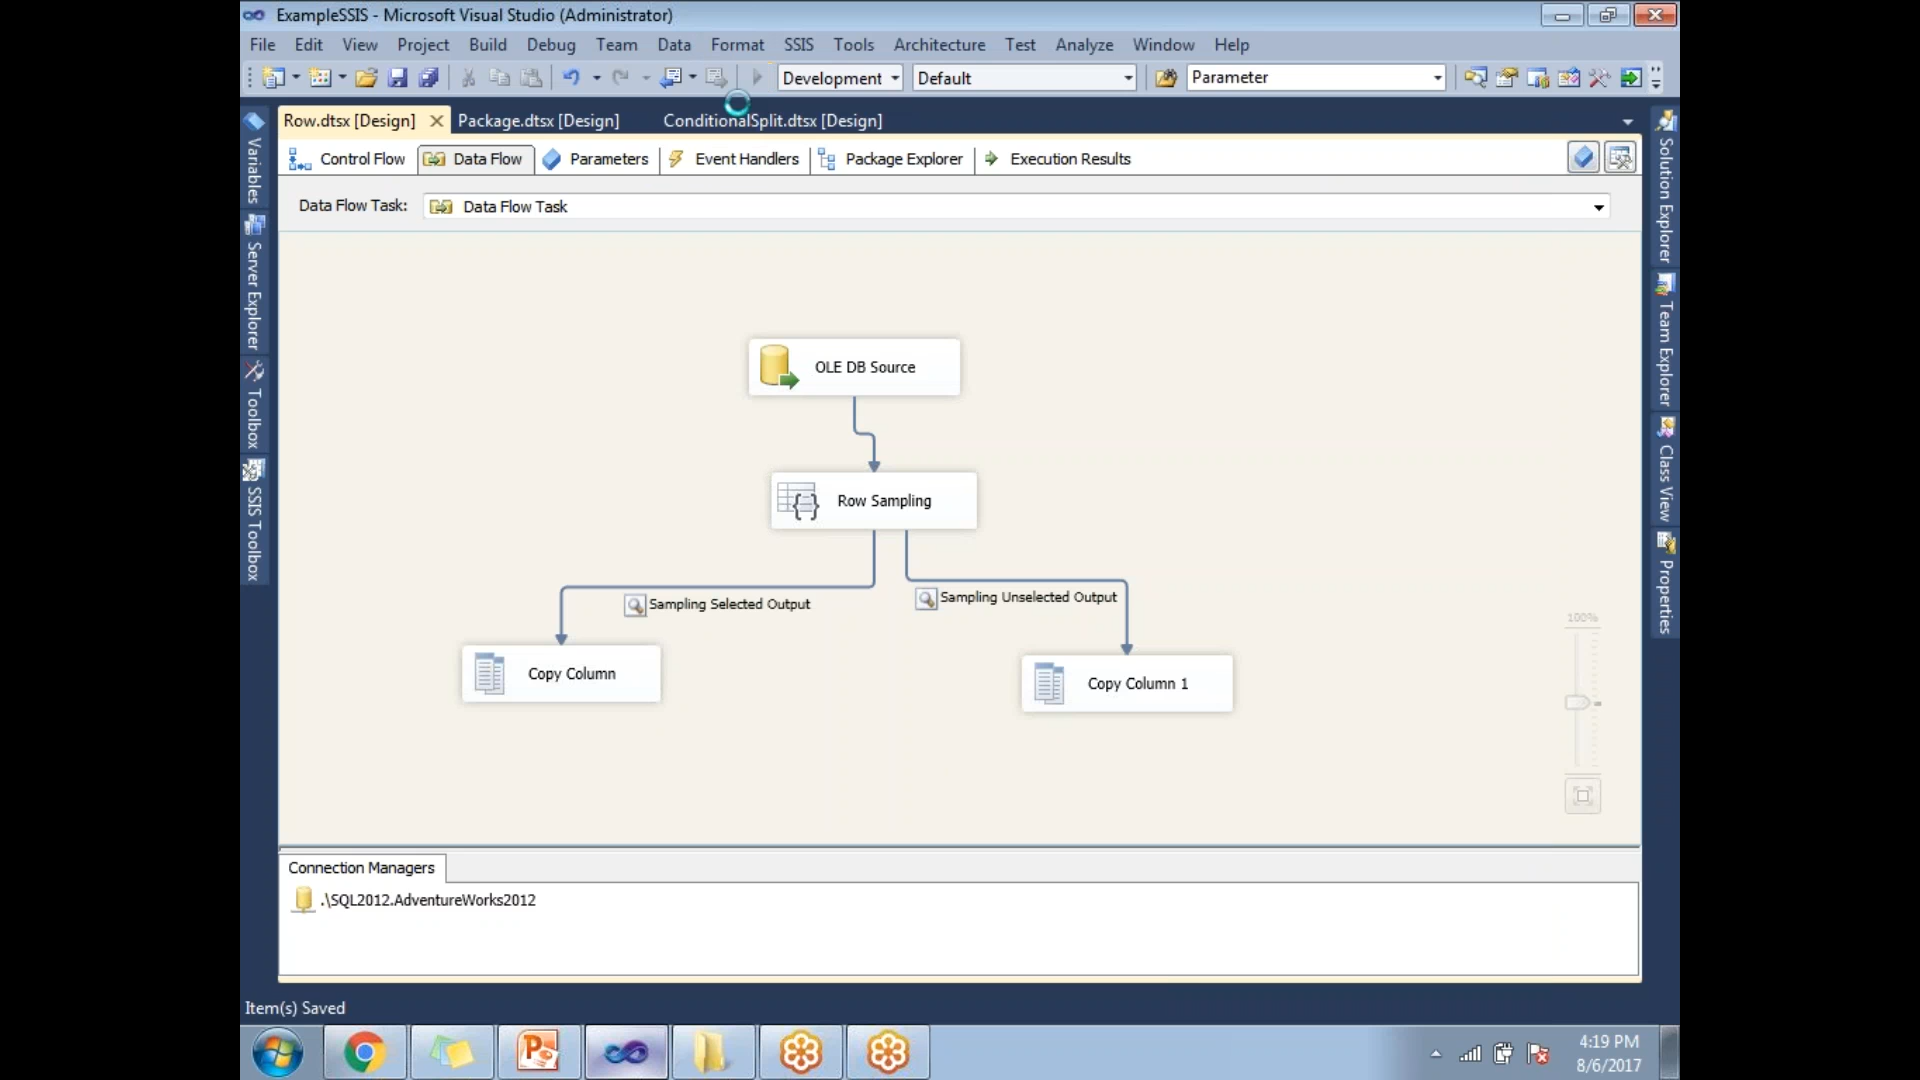 ExampleSSIS - Microsoft Visual Studio (Administrator)
File Edit View Project Build Debug Team Data Format SSIS Tools Architecture Test Analyze Window Help
Development Default Parameter
Row.dtsx [Design] Package.dtsx [Design] ConditionalSplit.dtsx [Design]
Control Flow Data Flow Parameters Event Handlers Package Explorer Execution Results
Data Flow Task: Data Flow Task
Variables
Server Explorer
Toolbox
SSIS Toolbox
OLE DB Source
Row Sampling
Sampling Selected Output
Sampling Unselected Output
Copy Column
Copy Column 1
100%
Solution Explorer
Team Explorer
Class View
Properties
Connection Managers
.\SQL2012.AdventureWorks2012
Item(s) Saved
4:19 PM
8/6/2017